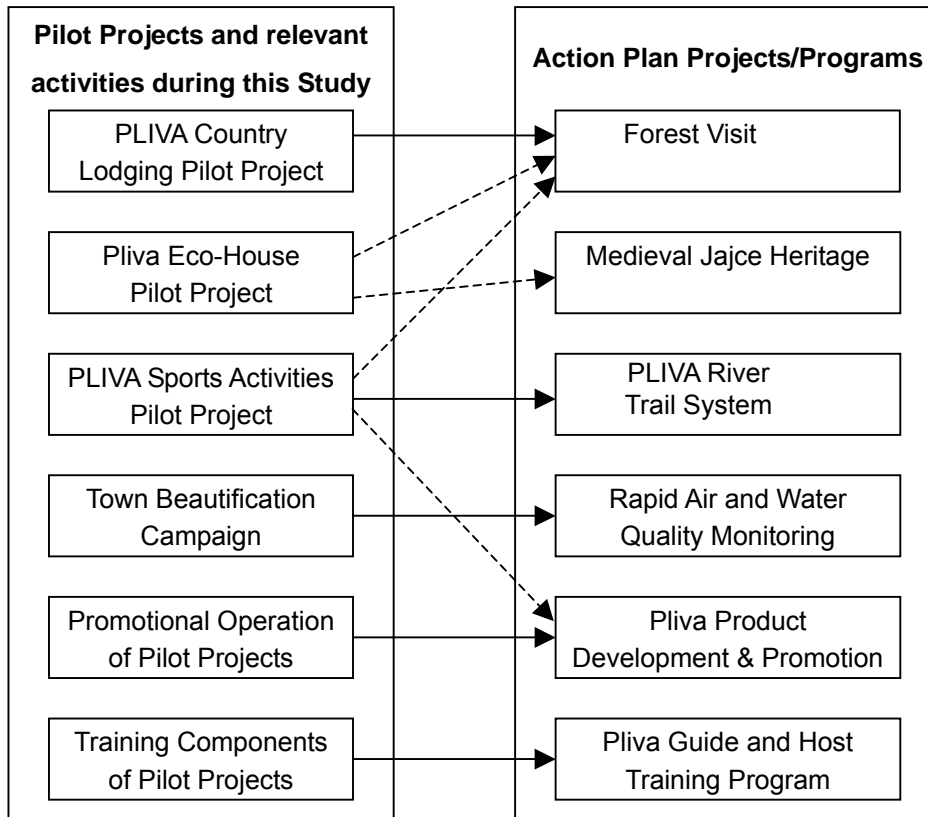 Pilot Projects and relevant
activities during this Study
PLIVA Country
Lodging Pilot Project
Pliva Eco-House
Pilot Project
PLIVA Sports Activities
Pilot Project
Town Beautification
Campaign
Promotional Operation
of Pilot Projects
Training Components
of Pilot Projects
Action Plan Projects/Programs
Forest Visit
Medieval Jajce Heritage
PLIVA River
Trail System
Rapid Air and Water
Quality Monitoring
Pliva Product
Development & Promotion
Pliva Guide and Host
Training Program